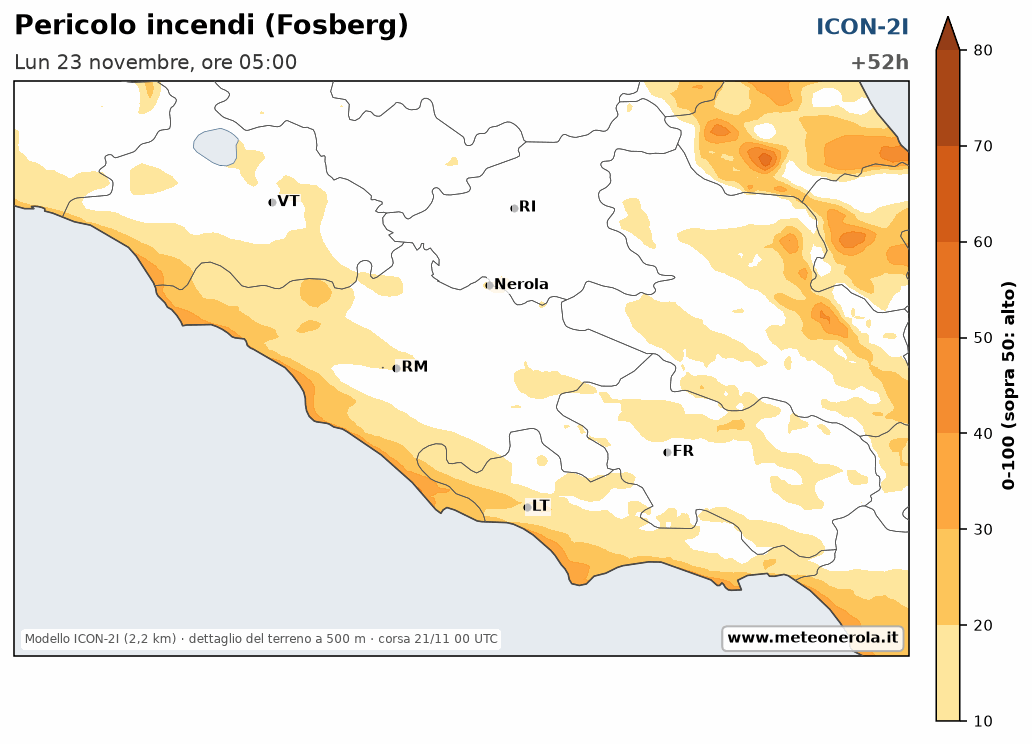 Pericolo incendi (Fosberg)
ICON-2I
Lun 23 novembre, ore 05:00
+52h
VT
RI
Nerola
RM
FR
LT
Modello ICON-2I (2,2 km) · dettaglio del terreno a 500 m · corsa 21/11 00 UTC
www.meteonerola.it
80
70
60
50
40
30
20
10
0-100 (sopra 50: alto)